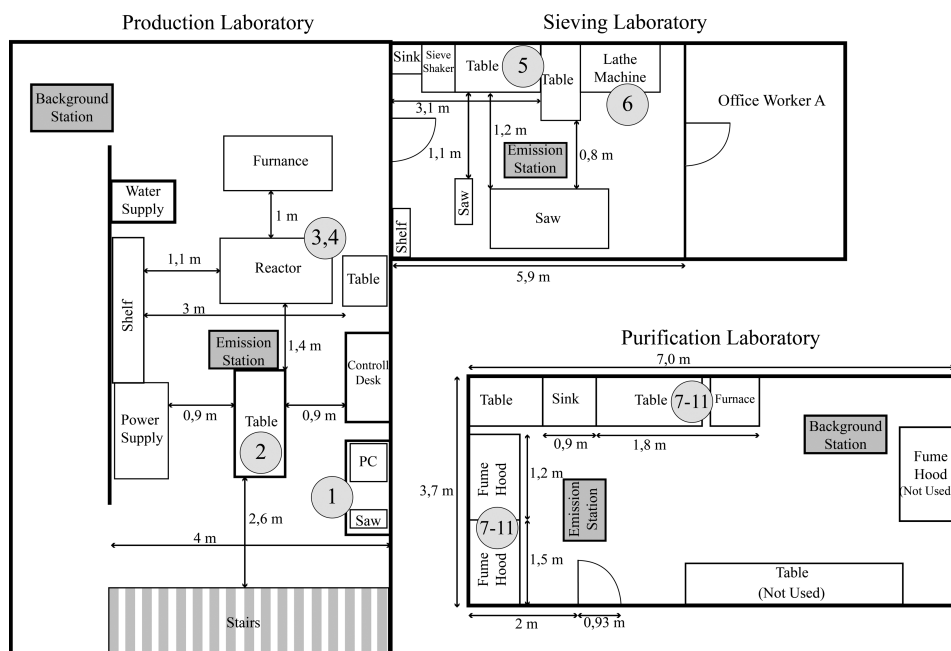 Production Laboratory
Background
Station
Furnance
Water
Supply
1 m
3,4
1,1 m
Reactor
Table
3 m
Shelf
Emission
Station
1,4 m
Controll
Desk
0,9 m
0,9 m
Power
Supply
Table
2
PC
1
Saw
2,6 m
4 m
Stairs
Sieving Laboratory
Sink
Sieve
Shaker
Table
5
Table
Lathe
Machine
6
Office Worker A
3,1 m
1,2 m
1,1 m
Emission
Station
0,8 m
Saw
Saw
Shelf
5,9 m
Purification Laboratory
7,0 m
Table
Sink
Table
7-11
Furnace
Background
Station
0,9 m
1,8 m
Fume
Hood
(Not Used)
3,7 m
Fume
Hood
1,2 m
Emission
Station
7-11
Fume
Hood
1,5 m
Table
(Not Used)
2 m
0,93 m